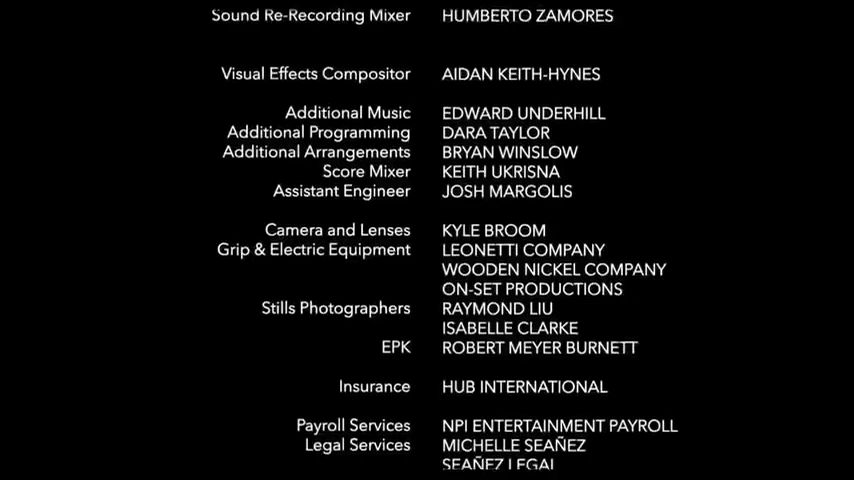 Sound Re-Recording Mixer HUMBERTO ZAMORES
Visual Effects Compositor AIDAN KEITH-HYNES
Additional Music EDWARD UNDERHILL
Additional Programming DARA TAYLOR
Additional Arrangements BRYAN WINSLOW
Score Mixer KEITH UKRISNA
Assistant Engineer JOSH MARGOLIS
Camera and Lenses KYLE BROOM
Grip & Electric Equipment LEONETTI COMPANY
WOODEN NICKEL COMPANY
ON-SET PRODUCTIONS
Stills Photographers RAYMOND LIU
ISABELLE CLARKE
EPK ROBERT MEYER BURNETT
Insurance HUB INTERNATIONAL
Payroll Services NPI ENTERTAINMENT PAYROLL
Legal Services MICHELLE SEAÑEZ
SEAÑEZ LEGAL